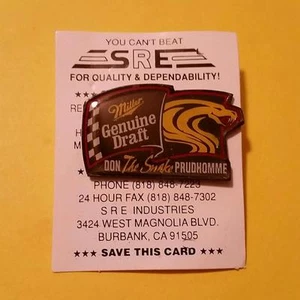 YOU CAN'T BEAT
SRE
FOR QUALITY & DEPENDABILITY!
RE
Miller
Genuine
Draft
DON The Snake PRUDHOMME
PHONE (818) 848-7223
24 HOUR FAX (818) 848-7302
S R E INDUSTRIES
3424 WEST MAGNOLIA BLVD.
BURBANK, CA 91505
★★★ SAVE THIS CARD ★★★